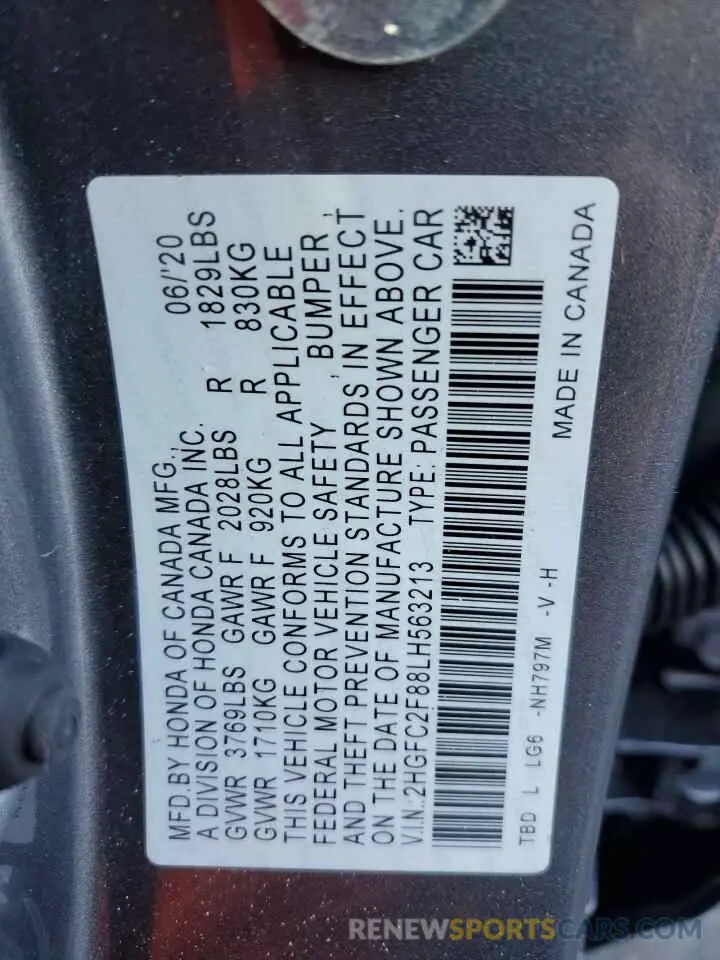 MFD.BY HONDA OF CANADA MFG., 06/'20
A DIVISION OF HONDA CANADA INC.
GVWR 3769LBS GAWR F 2028LBS R 1829LBS
GVWR 1710KG GAWR F 920KG R 830KG
THIS VEHICLE CONFORMS TO ALL APPLICABLE
FEDERAL MOTOR VEHICLE SAFETY , BUMPER ,
AND THEFT PREVENTION STANDARDS IN EFFECT
ON THE DATE OF MANUFACTURE SHOWN ABOVE.
V.I.N.:2HGFC2F88LH563213 TYPE: PASSENGER CAR
TBD L LG6 -NH797M -V -H MADE IN CANADA
RENEWSPORTSCARS.COM